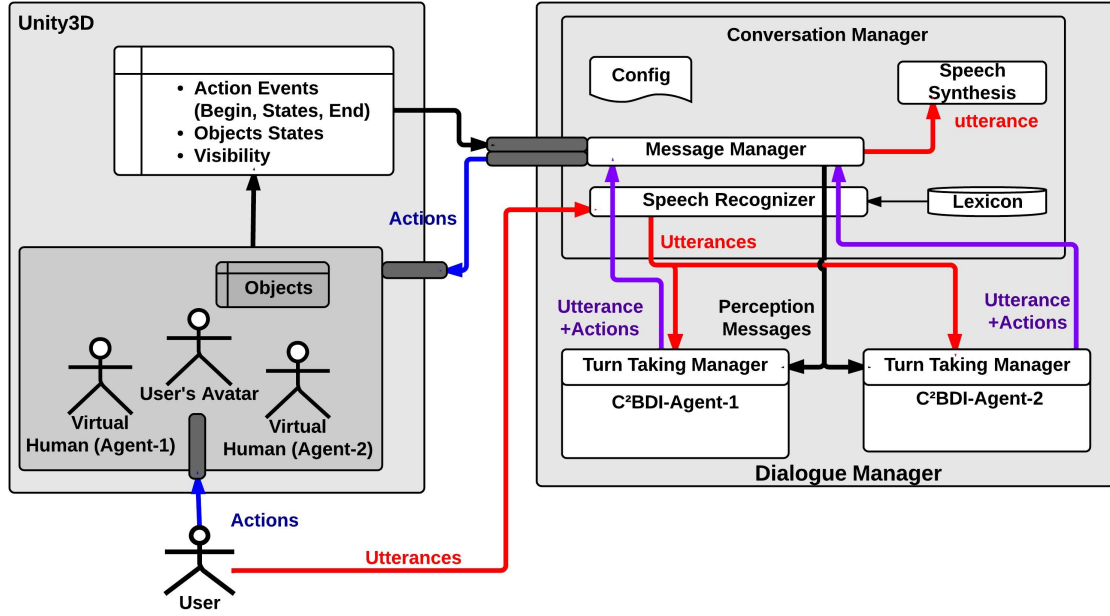 Unity3D
• Action Events
(Begin, States, End)
• Objects States
• Visibility
Actions
Objects
User's Avatar
Virtual
Human (Agent-1)
Virtual
Human (Agent-2)
Actions
User
Utterances
Conversation Manager
Config
Speech
Synthesis
utterance
Message Manager
Speech Recognizer
Lexicon
Utterances
Utterance
+Actions
Perception
Messages
Utterance
+Actions
Turn Taking Manager
C²BDI-Agent-1
Turn Taking Manager
C²BDI-Agent-2
Dialogue Manager